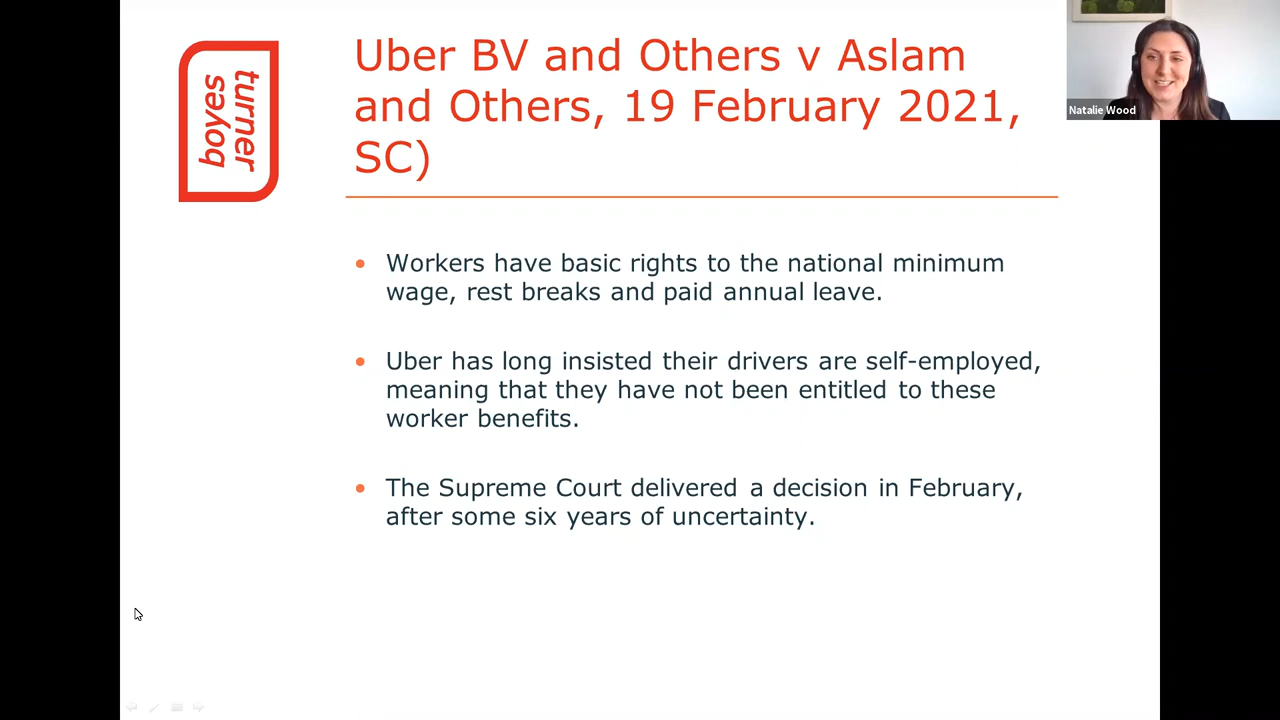 boyes
turner
Uber BV and Others v Aslam
and Others, 19 February 2021,
SC)
Natalie Wood
Workers have basic rights to the national minimum
wage, rest breaks and paid annual leave.
Uber has long insisted their drivers are self-employed,
meaning that they have not been entitled to these
worker benefits.
The Supreme Court delivered a decision in February,
after some six years of uncertainty.